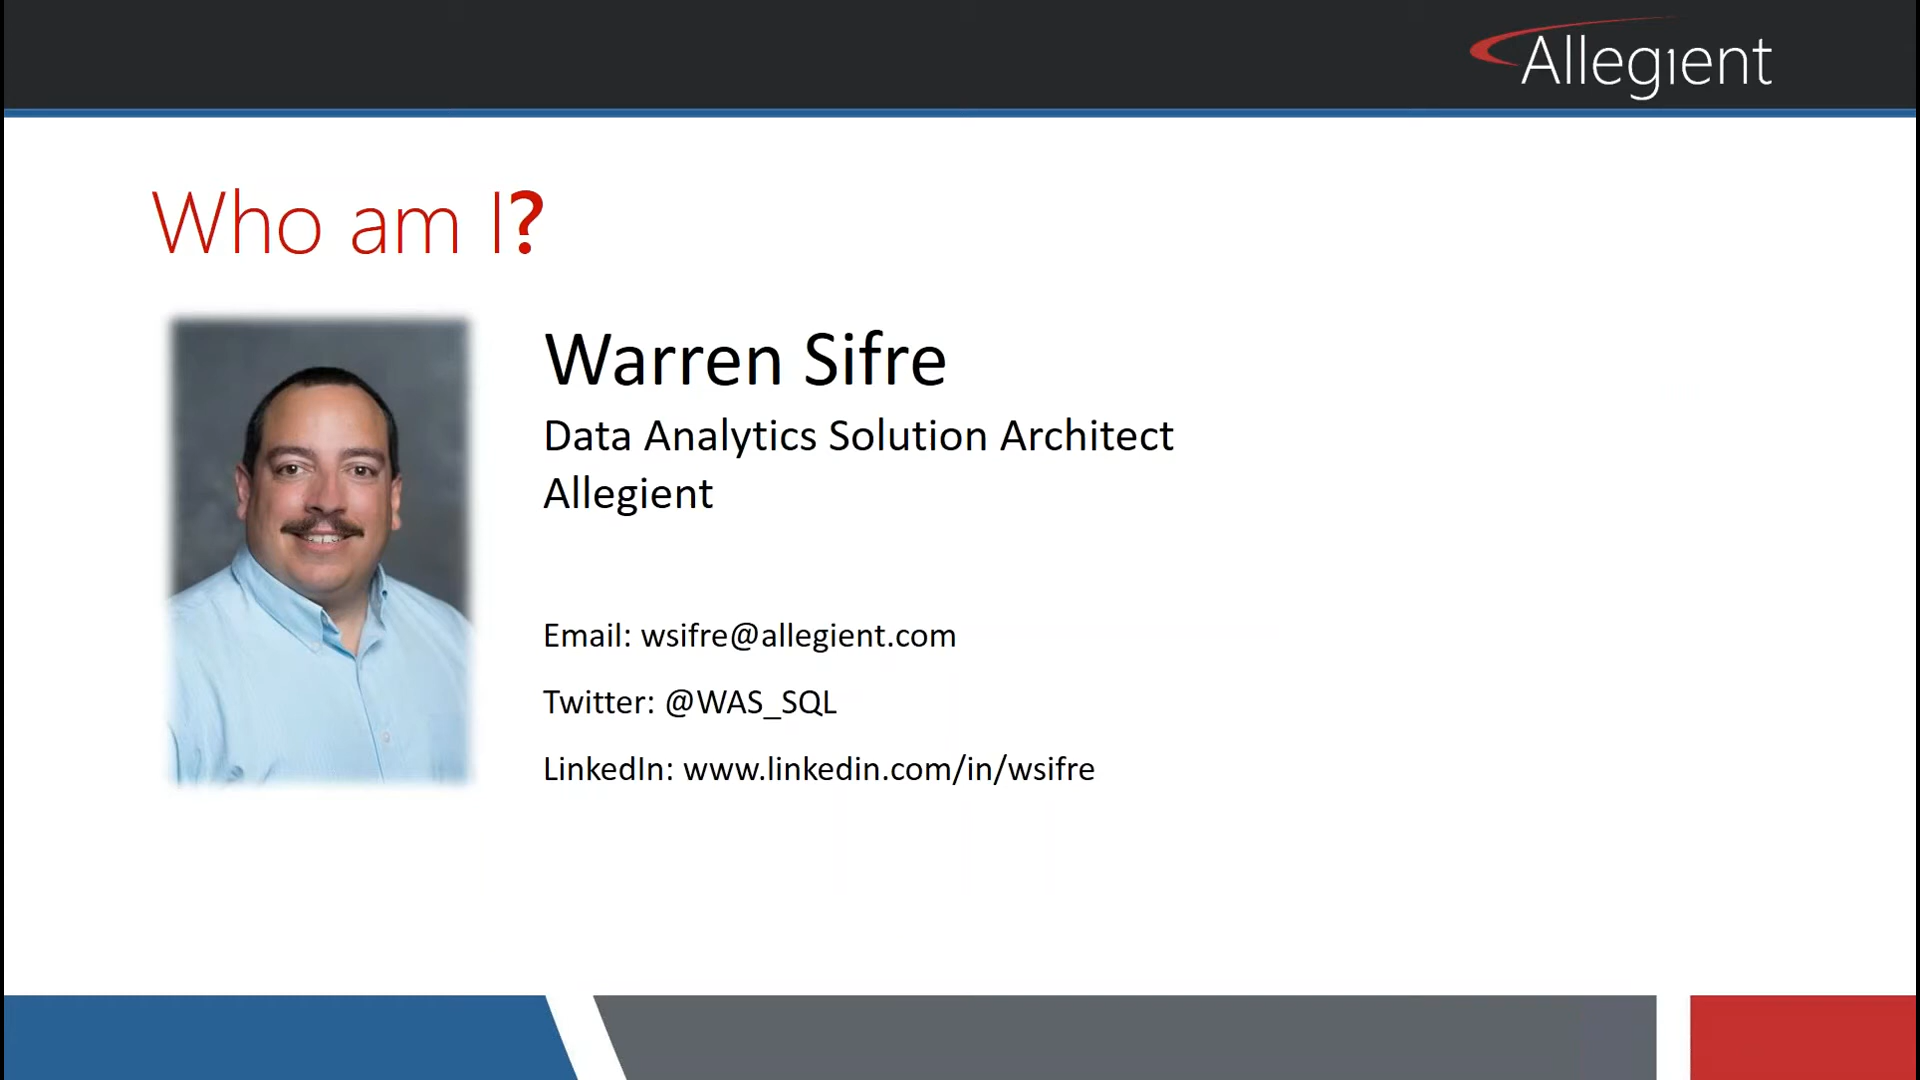 Allegient
Who am I?
Warren Sifre
Data Analytics Solution Architect
Allegient
Email: wsifre@allegient.com
Twitter: @WAS_SQL
LinkedIn: www.linkedin.com/in/wsifre